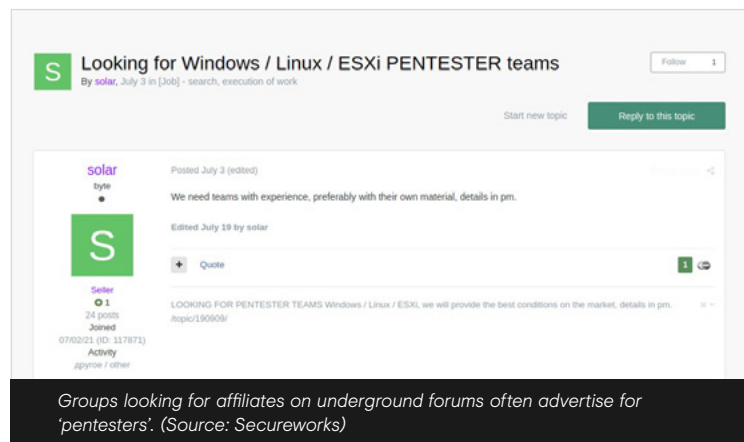 S
Looking for Windows / Linux / ESXi PENTESTER teams
By solar, July 3 in [Job] - search, execution of work
Follow 1
Start new topic
Reply to this topic
solar
byte
S
Seller
1
24 posts
Joined
07/02/21 (ID: 117871)
Activity
другое / other
Posted July 3 (edited)
We need teams with experience, preferably with their own material, details in pm.
Edited July 19 by solar
+ Quote
1
LOOKING FOR PENTESTER TEAMS Windows / Linux / ESXi, we will provide the best conditions on the market, details in pm.
/topic/190909/
Groups looking for affiliates on underground forums often advertise for
‘pentesters’. (Source: Secureworks)